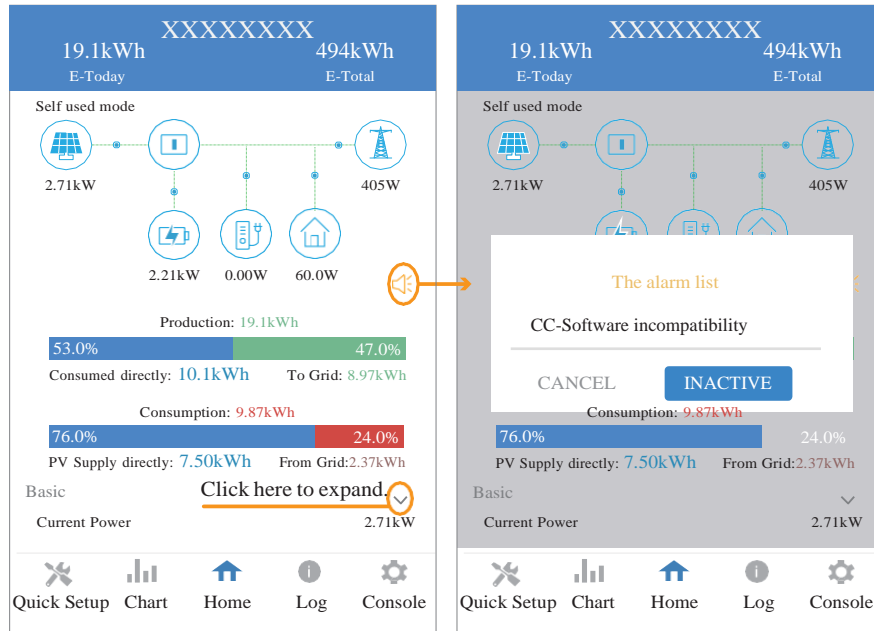 XXXXXXXX
19.1kWh 494kWh
E-Today E-Total
Self used mode
2.71kW 405W
2.21kW 0.00W 60.0W
Production: 19.1kWh
53.0% 47.0%
Consumed directly: 10.1kWh To Grid: 8.97kWh
Consumption: 9.87kWh
76.0% 24.0%
PV Supply directly: 7.50kWh From Grid:2.37kWh
Basic Click here to expand.
Current Power 2.71kW
Quick Setup Chart Home Log Console
XXXXXXXX
19.1kWh 494kWh
E-Today E-Total
Self used mode
2.71kW 405W
The alarm list
CC-Software incompatibility
CANCEL INACTIVE
Consumption: 9.87kWh
76.0% 24.0%
PV Supply directly: 7.50kWh From Grid:2.37kWh
Basic
Current Power 2.71kW
Quick Setup Chart Home Log Console